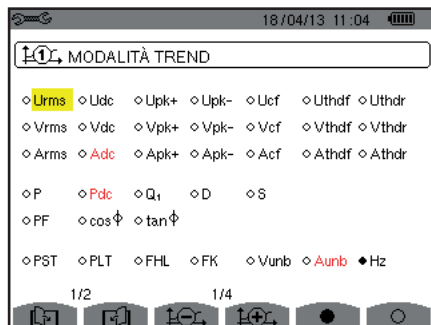 18/04/13 11:04
1 MODALITÀ TREND
Urms Udc Upk+ Upk- Ucf Uthdf Uthdr
Vrms Vdc Vpk+ Vpk- Vcf Vthdf Vthdr
Arms Adc Apk+ Apk- Acf Athdf Athdr
P Pdc Q₁ D S
PF cosΦ tanΦ
PST PLT FHL FK Vunb Aunb Hz
1/2 1/4